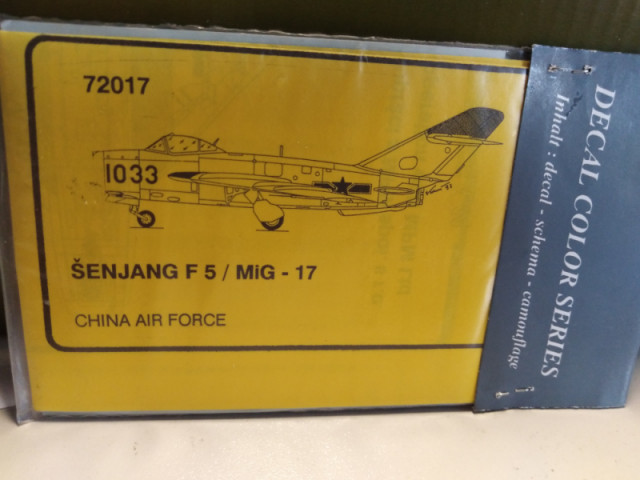 72017
1033
ŠENJANG F 5 / MiG - 17
CHINA AIR FORCE
DECAL COLOR SERIES
Inhalt : decal - schema - camouflage